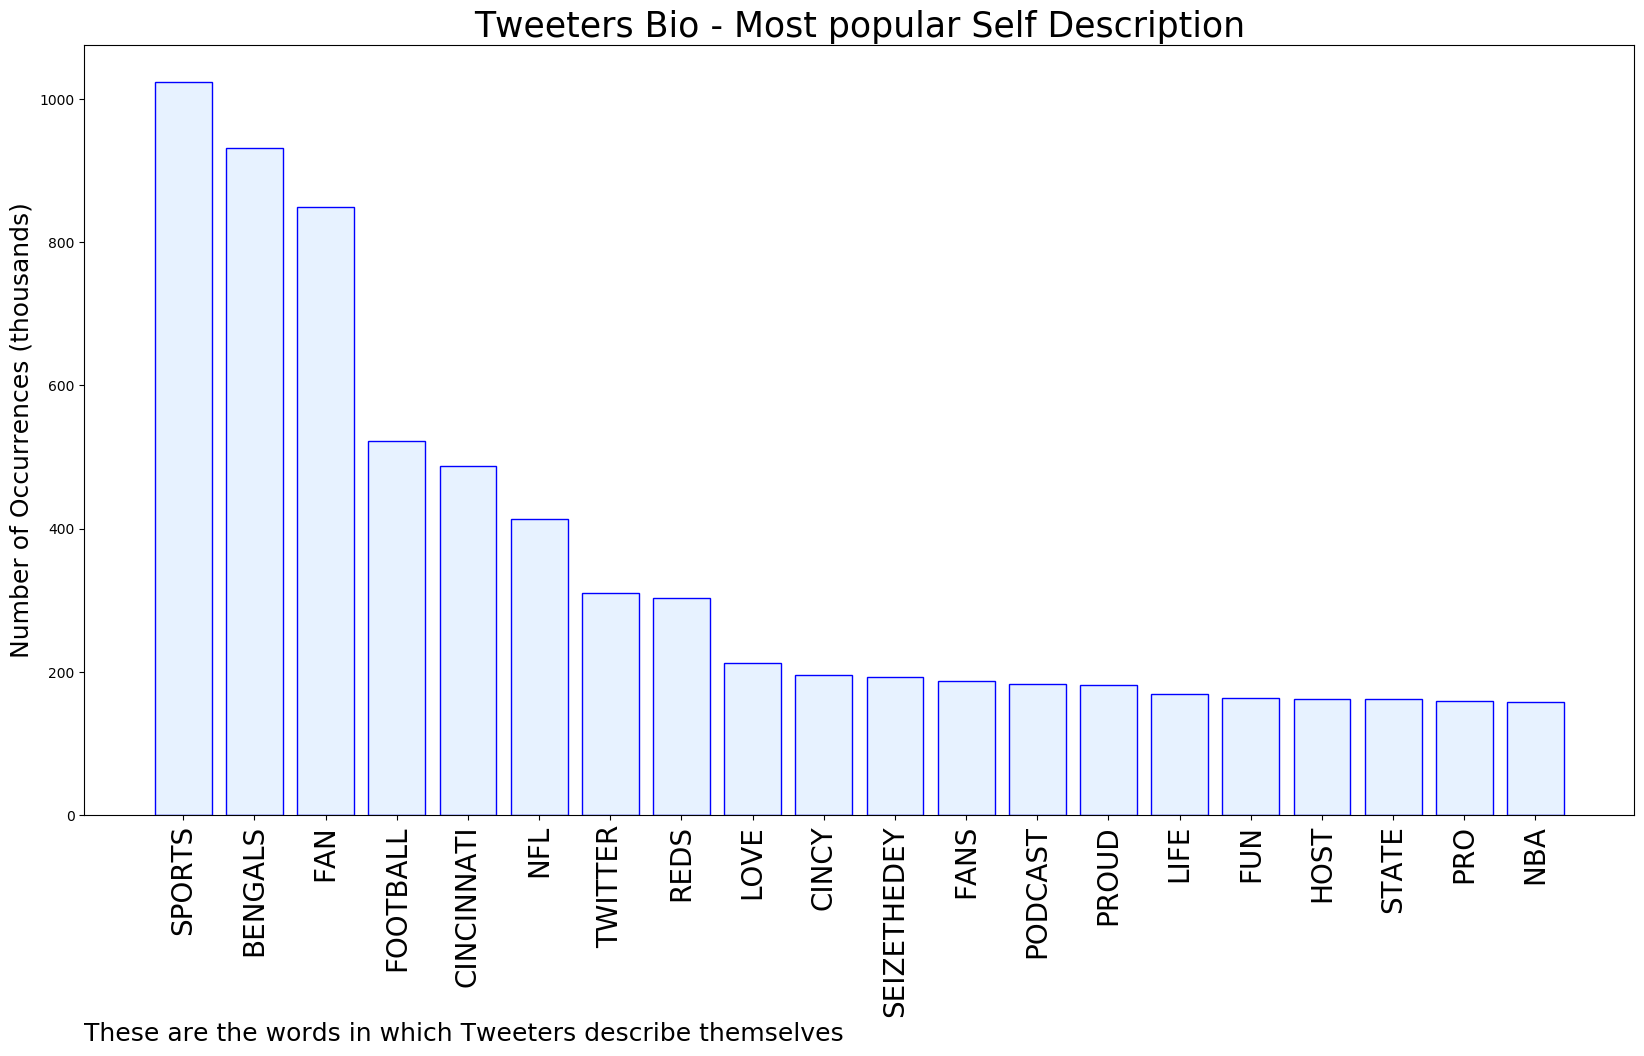 Tweeters Bio - Most popular Self Description
Number of Occurrences (thousands)
1000
800
600
400
200
0
SPORTS
BENGALS
FAN
FOOTBALL
CINCINNATI
NFL
TWITTER
REDS
LOVE
CINCY
SEIZETHEDEY
FANS
PODCAST
PROUD
LIFE
FUN
HOST
STATE
PRO
NBA
These are the words in which Tweeters describe themselves